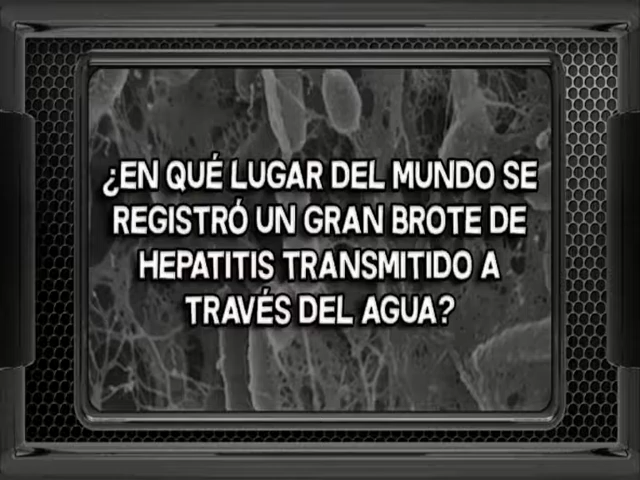 ¿EN QUÉ LUGAR DEL MUNDO SE
REGISTRÓ UN GRAN BROTE DE
HEPATITIS TRANSMITIDO A
TRAVÉS DEL AGUA?